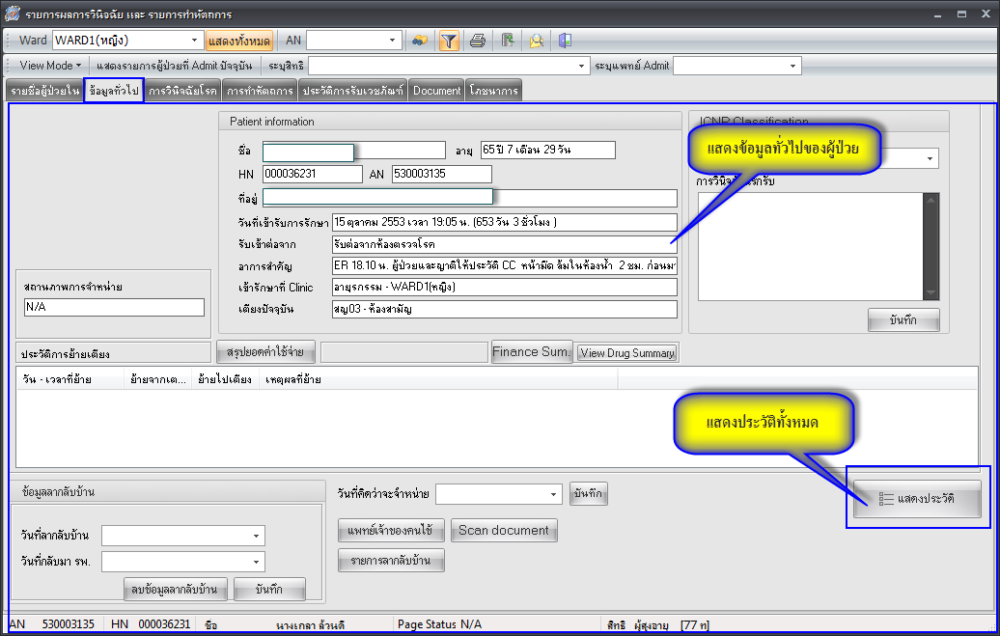 รายการผลการวินิจฉัย และ รายการทำหัตถการ
Ward WARD1(หญิง) แสดงทั้งหมด AN
View Mode แสดงรายการผู้ป่วยที่ Admit ปัจจุบัน ระบุสิทธิ ระบุแพทย์ Admit
รายชื่อผู้ป่วยใน ข้อมูลทั่วไป การวินิจฉัยโรค การทำหัตถการ ประวัติการรับเวชภัณฑ์ Document โภชนาการ
Patient information
ICNP Classification
แสดงข้อมูลทั่วไปของผู้ป่วย
ชื่อ อายุ 65 ปี 7 เดือน 29 วัน
HN 000036231 AN 530003135
ที่อยู่
วันที่เข้ารับการรักษา 15 ตุลาคม 2553 เวลา 19:05 น. (653 วัน 3 ชั่วโมง )
รับเข้าต่อจาก รับต่อจากห้องตรวจโรค
อาการสำคัญ ER 18.10 น. ผู้ป่วยและญาติให้ประวัติ CC หน้ามืด ล้มในห้องน้ำ 2 ชม. ก่อนมา
เข้ารักษาที่ Clinic อายุรกรรม - WARD1(หญิง)
เตียงปัจจุบัน สญ03 - ห้องสามัญ
สถานภาพการจำหน่าย
N/A
บันทึก
ประวัติการย้ายเตียง สรุปยอดค่าใช้จ่าย Finance Sum. View Drug Summary
วัน - เวลาที่ย้าย ย้ายจากเต... ย้ายไปเตียง เหตุผลที่ย้าย
แสดงประวัติทั้งหมด
ข้อมูลลากลับบ้าน
วันที่คิดว่าจะจำหน่าย บันทึก
แสดงประวัติ
วันที่ลากลับบ้าน
แพทย์เจ้าของคนไข้ Scan document
วันที่กลับมา รพ.
รายการลากลับบ้าน
ลบข้อมูลลากลับบ้าน บันทึก
AN 530003135 HN 000036231 ชื่อ Page Status N/A สิทธิ ผู้สูงอายุ [77 ท]